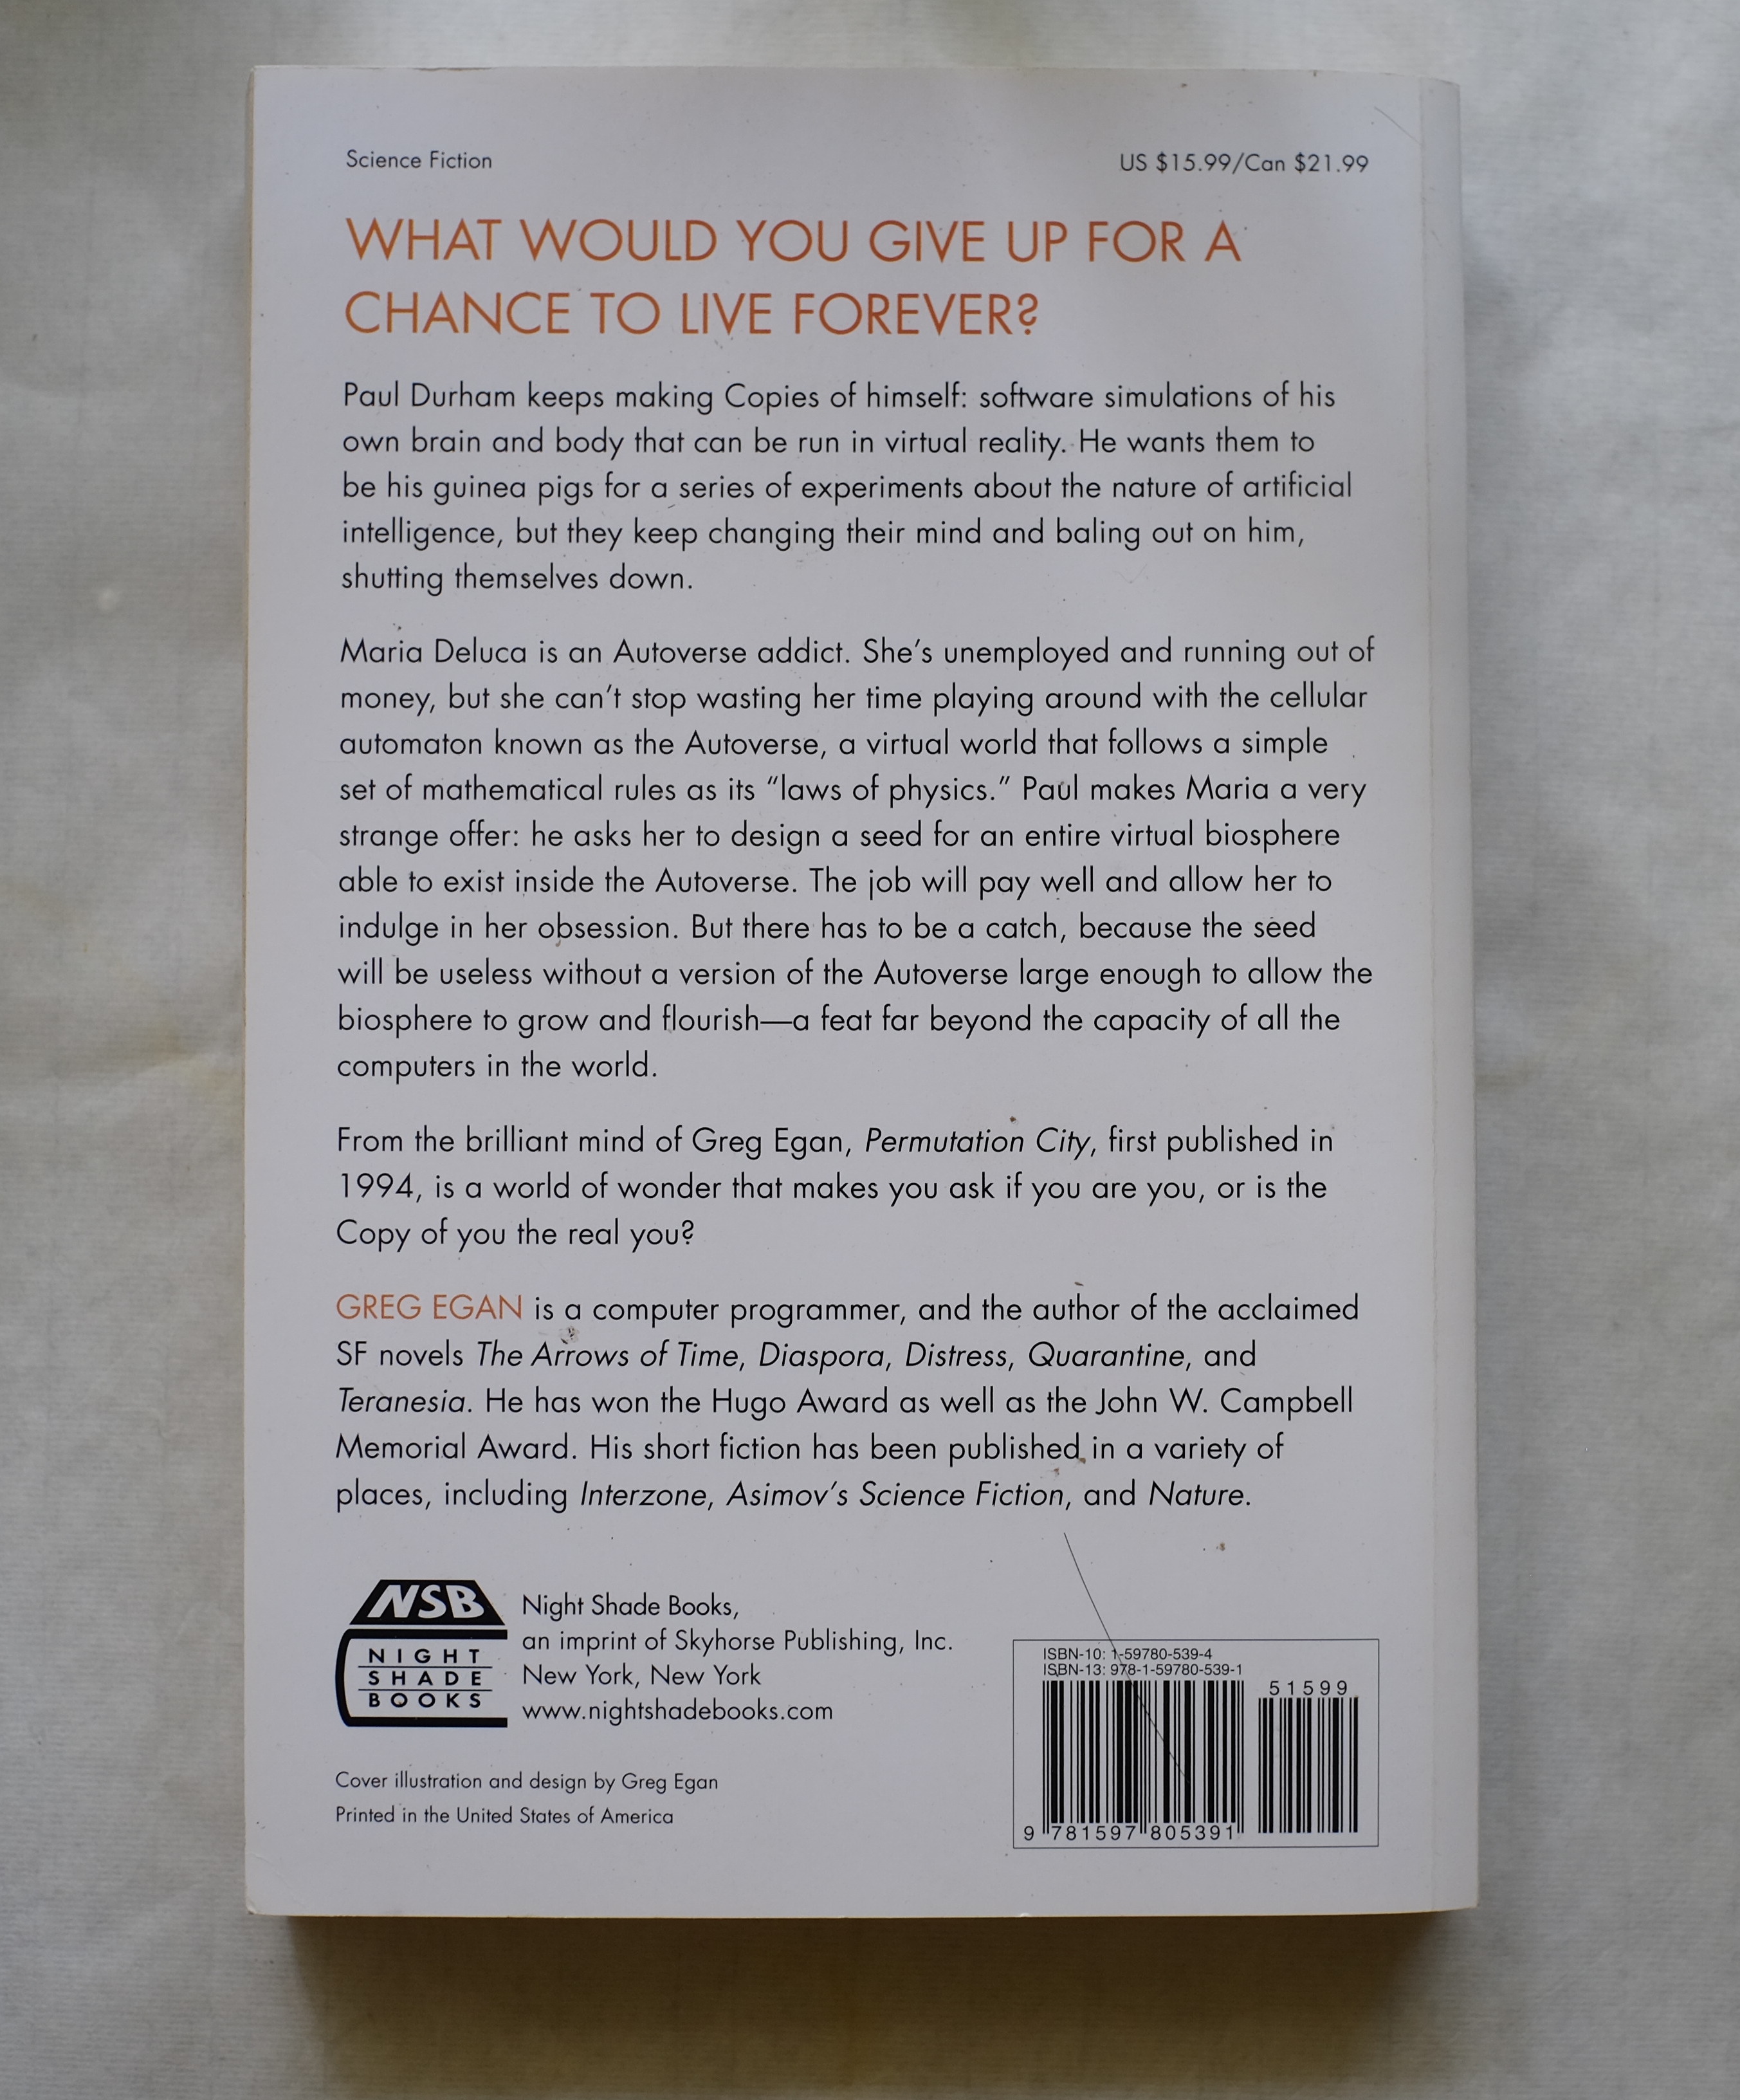 Science Fiction
US $15.99/Can $21.99
WHAT WOULD YOU GIVE UP FOR A
CHANCE TO LIVE FOREVER?
Paul Durham keeps making Copies of himself: software simulations of his
own brain and body that can be run in virtual reality. He wants them to
be his guinea pigs for a series of experiments about the nature of artificial
intelligence, but they keep changing their mind and baling out on him,
shutting themselves down.
Maria Deluca is an Autoverse addict. She’s unemployed and running out of
money, but she can’t stop wasting her time playing around with the cellular
automaton known as the Autoverse, a virtual world that follows a simple
set of mathematical rules as its “laws of physics.” Paul makes Maria a very
strange offer: he asks her to design a seed for an entire virtual biosphere
able to exist inside the Autoverse. The job will pay well and allow her to
indulge in her obsession. But there has to be a catch, because the seed
will be useless without a version of the Autoverse large enough to allow the
biosphere to grow and flourish—a feat far beyond the capacity of all the
computers in the world.
From the brilliant mind of Greg Egan, Permutation City, first published in
1994, is a world of wonder that makes you ask if you are you, or is the
Copy of you the real you?
GREG EGAN is a computer programmer, and the author of the acclaimed
SF novels The Arrows of Time, Diaspora, Distress, Quarantine, and
Teranesia. He has won the Hugo Award as well as the John W. Campbell
Memorial Award. His short fiction has been published in a variety of
places, including Interzone, Asimov’s Science Fiction, and Nature.
NSB
NIGHT
SHADE
BOOKS
Night Shade Books,
an imprint of Skyhorse Publishing, Inc.
New York, New York
www.nightshadebooks.com
Cover illustration and design by Greg Egan
Printed in the United States of America
ISBN-10: 1-59780-539-4
ISBN-13: 978-1-59780-539-1
51599
9 781597 805391